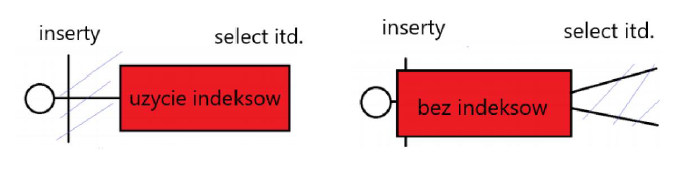 inserty
select itd.
uzycie indeksow
inserty
select itd.
bez indeksow